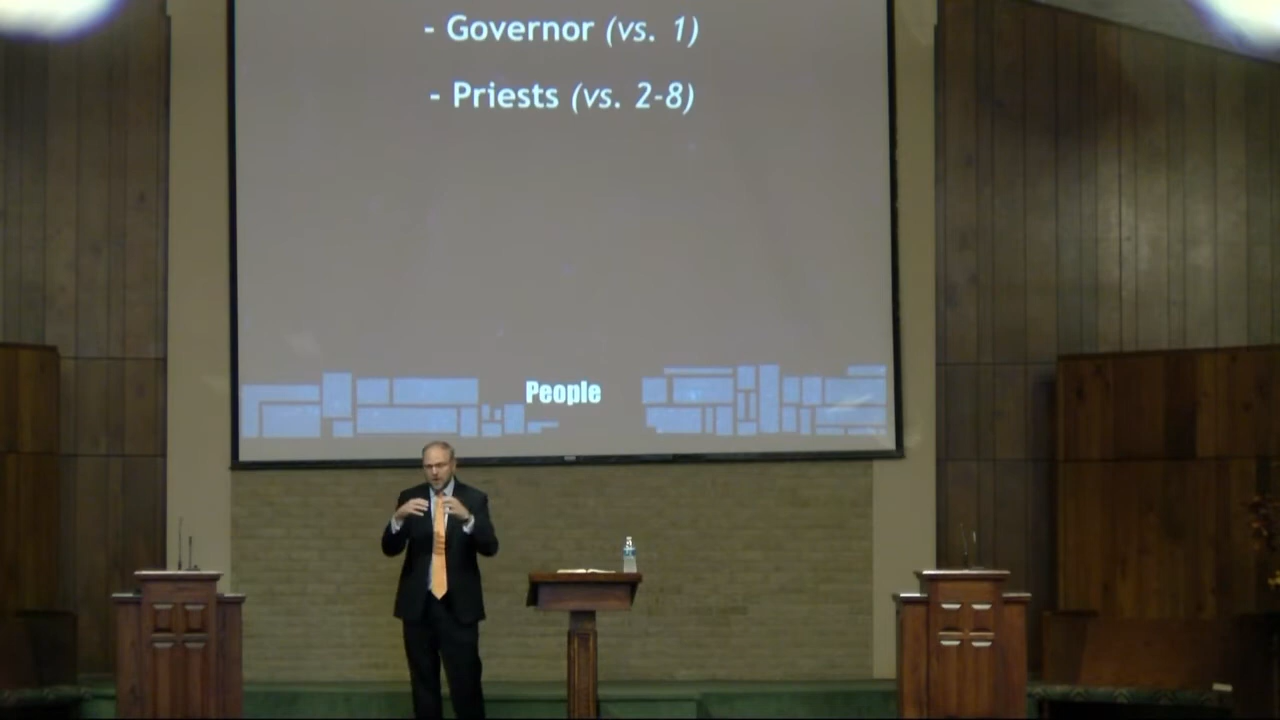 - Governor (vs. 1)
- Priests (vs. 2-8)
People